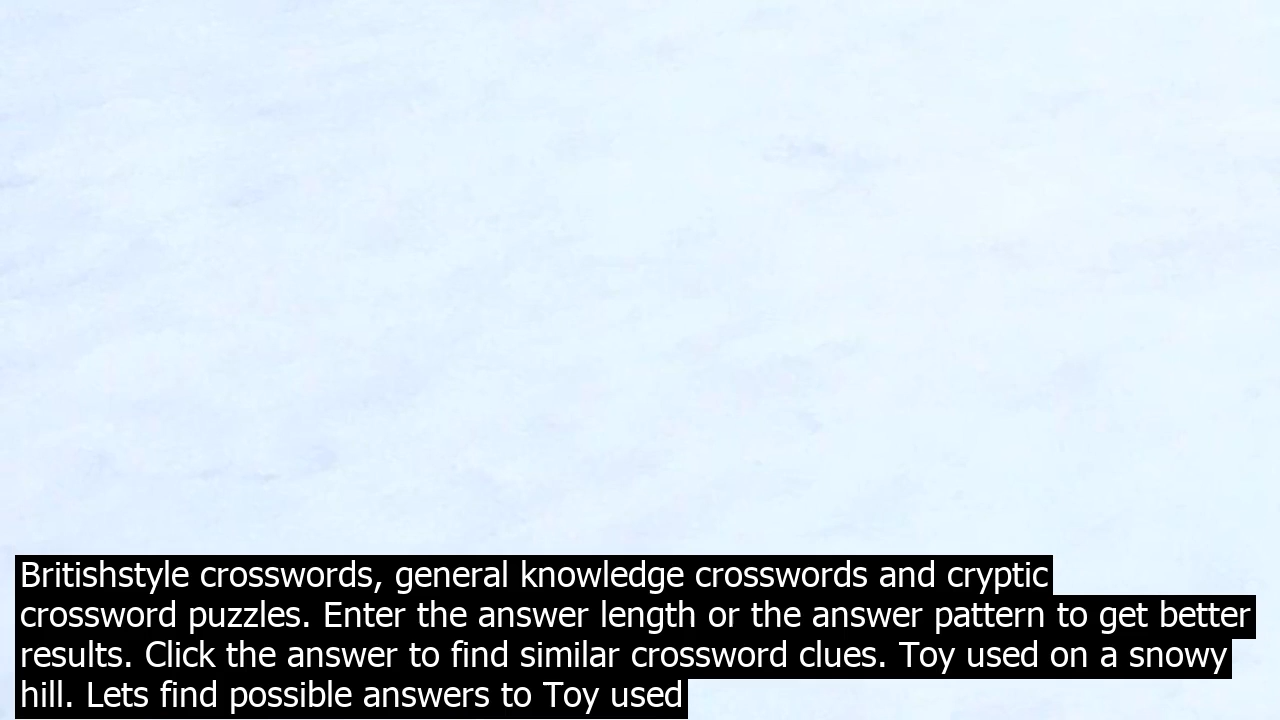 Britishstyle crosswords, general knowledge crosswords and cryptic
crossword puzzles. Enter the answer length or the answer pattern to get better
results. Click the answer to find similar crossword clues. Toy used on a snowy
hill. Lets find possible answers to Toy used